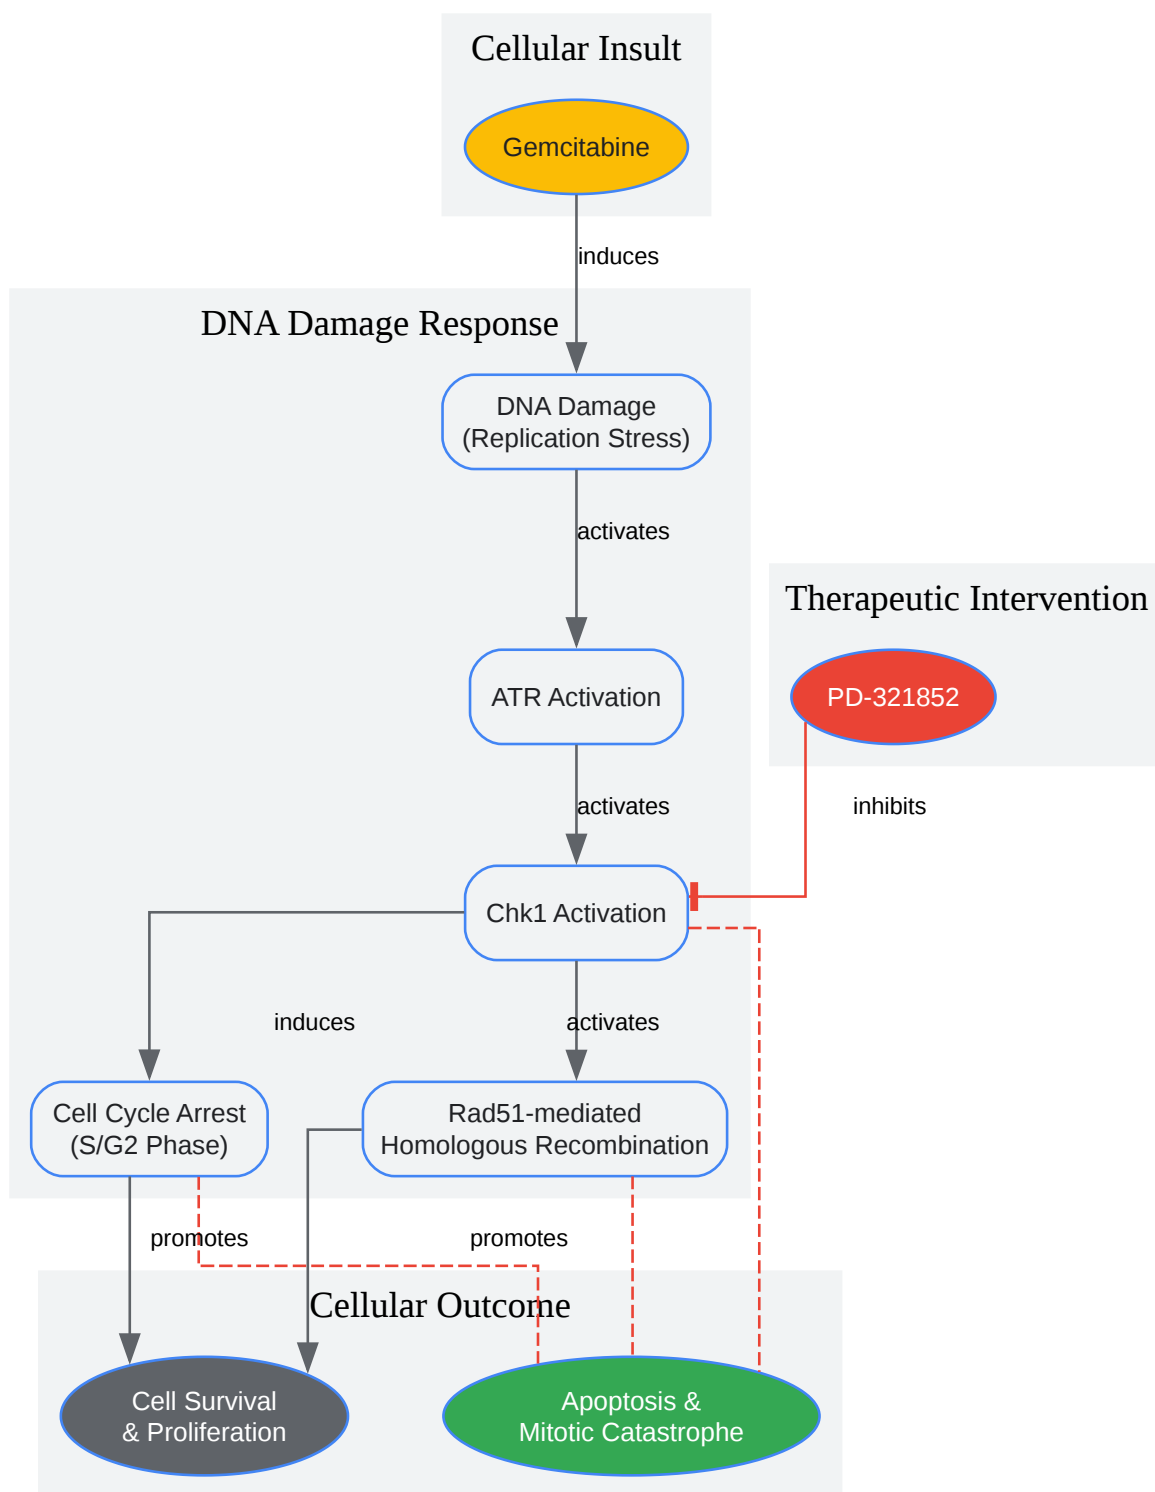 Cellular Insult
Gemcitabine
induces
DNA Damage Response
DNA Damage
(Replication Stress)
activates
Therapeutic Intervention
ATR Activation
PD-321852
activates
inhibits
Chk1 Activation
induces
activates
Cell Cycle Arrest
(S/G2 Phase)
Rad51-mediated
Homologous Recombination
promotes
promotes
Cellular Outcome
Cell Survival
& Proliferation
Apoptosis &
Mitotic Catastrophe